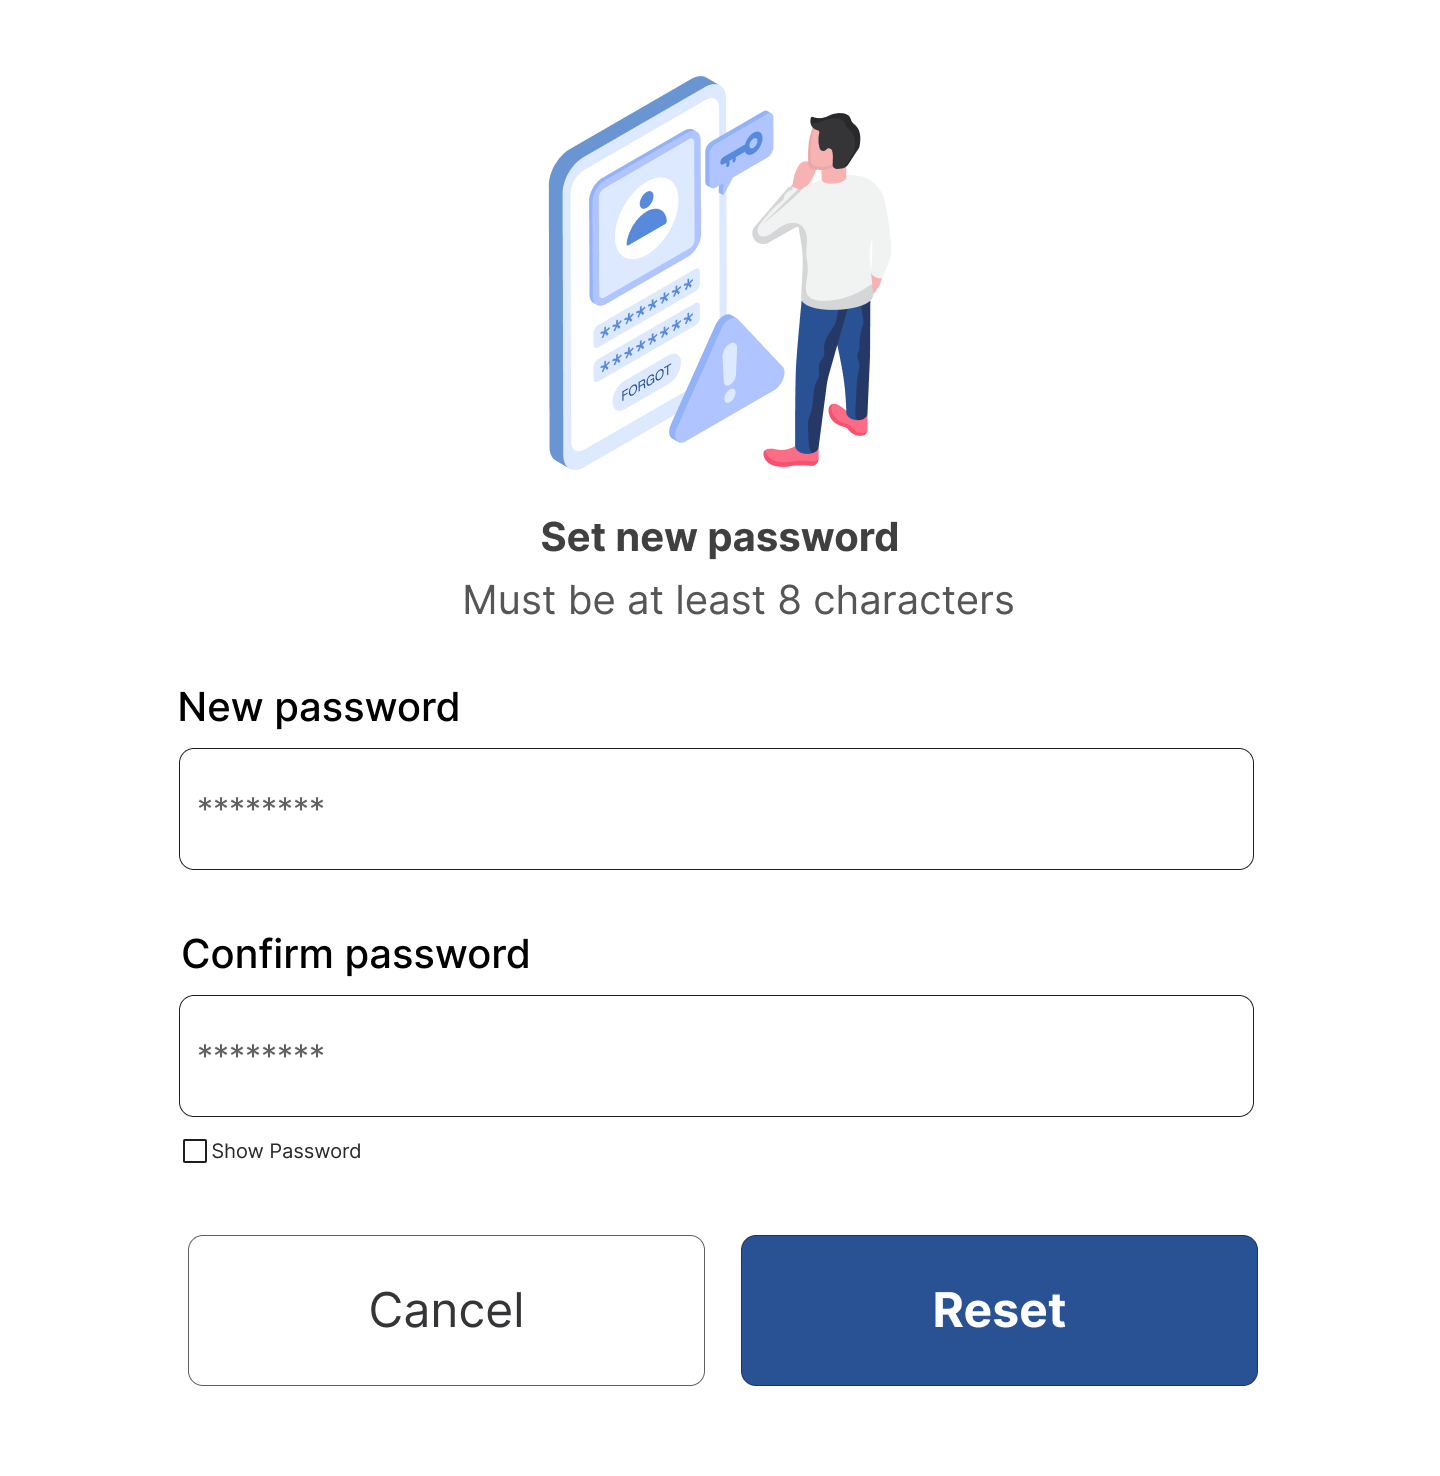 ********
********
FORGOT
Set new password
Must be at least 8 characters
New password
********
Confirm password
********
Show Password
Cancel
Reset